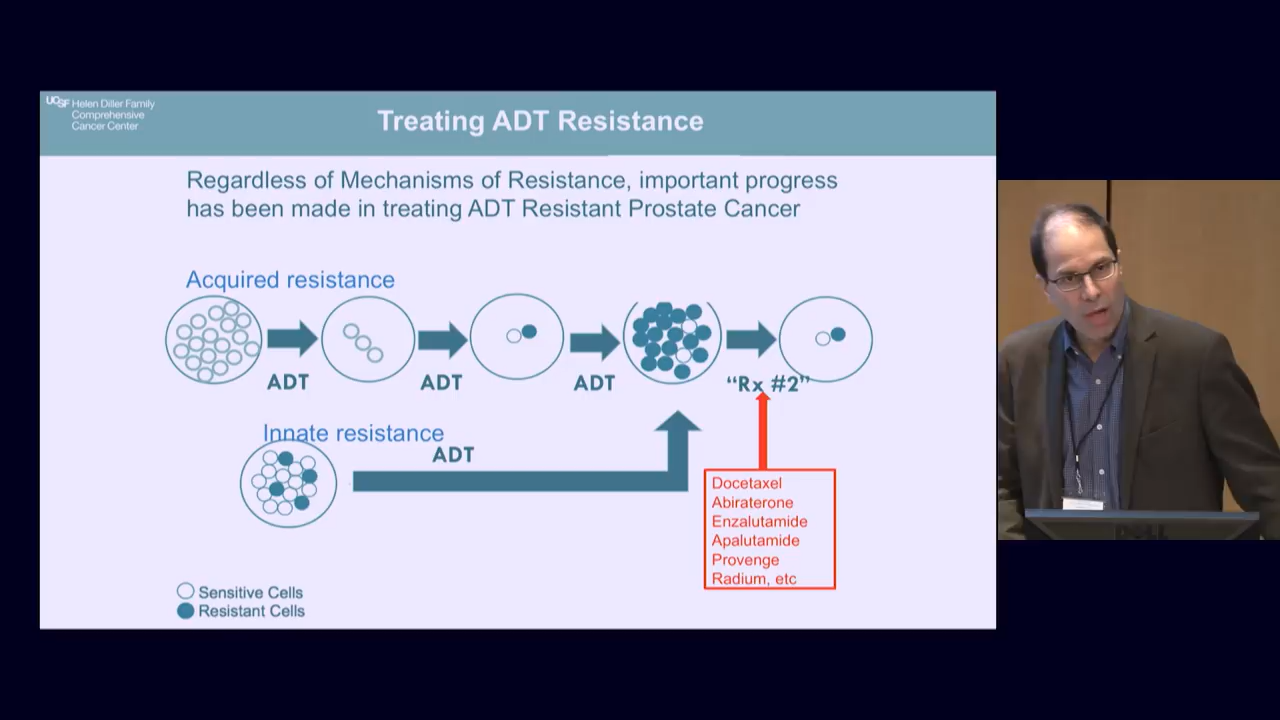 UCSF Helen Diller Family
Comprehensive
Cancer Center
Treating ADT Resistance
Regardless of Mechanisms of Resistance, important progress
has been made in treating ADT Resistant Prostate Cancer
Acquired resistance
ADT
ADT
ADT
“Rx #2”
Innate resistance
ADT
Docetaxel
Abiraterone
Enzalutamide
Apalutamide
Provenge
Radium, etc
Sensitive Cells
Resistant Cells